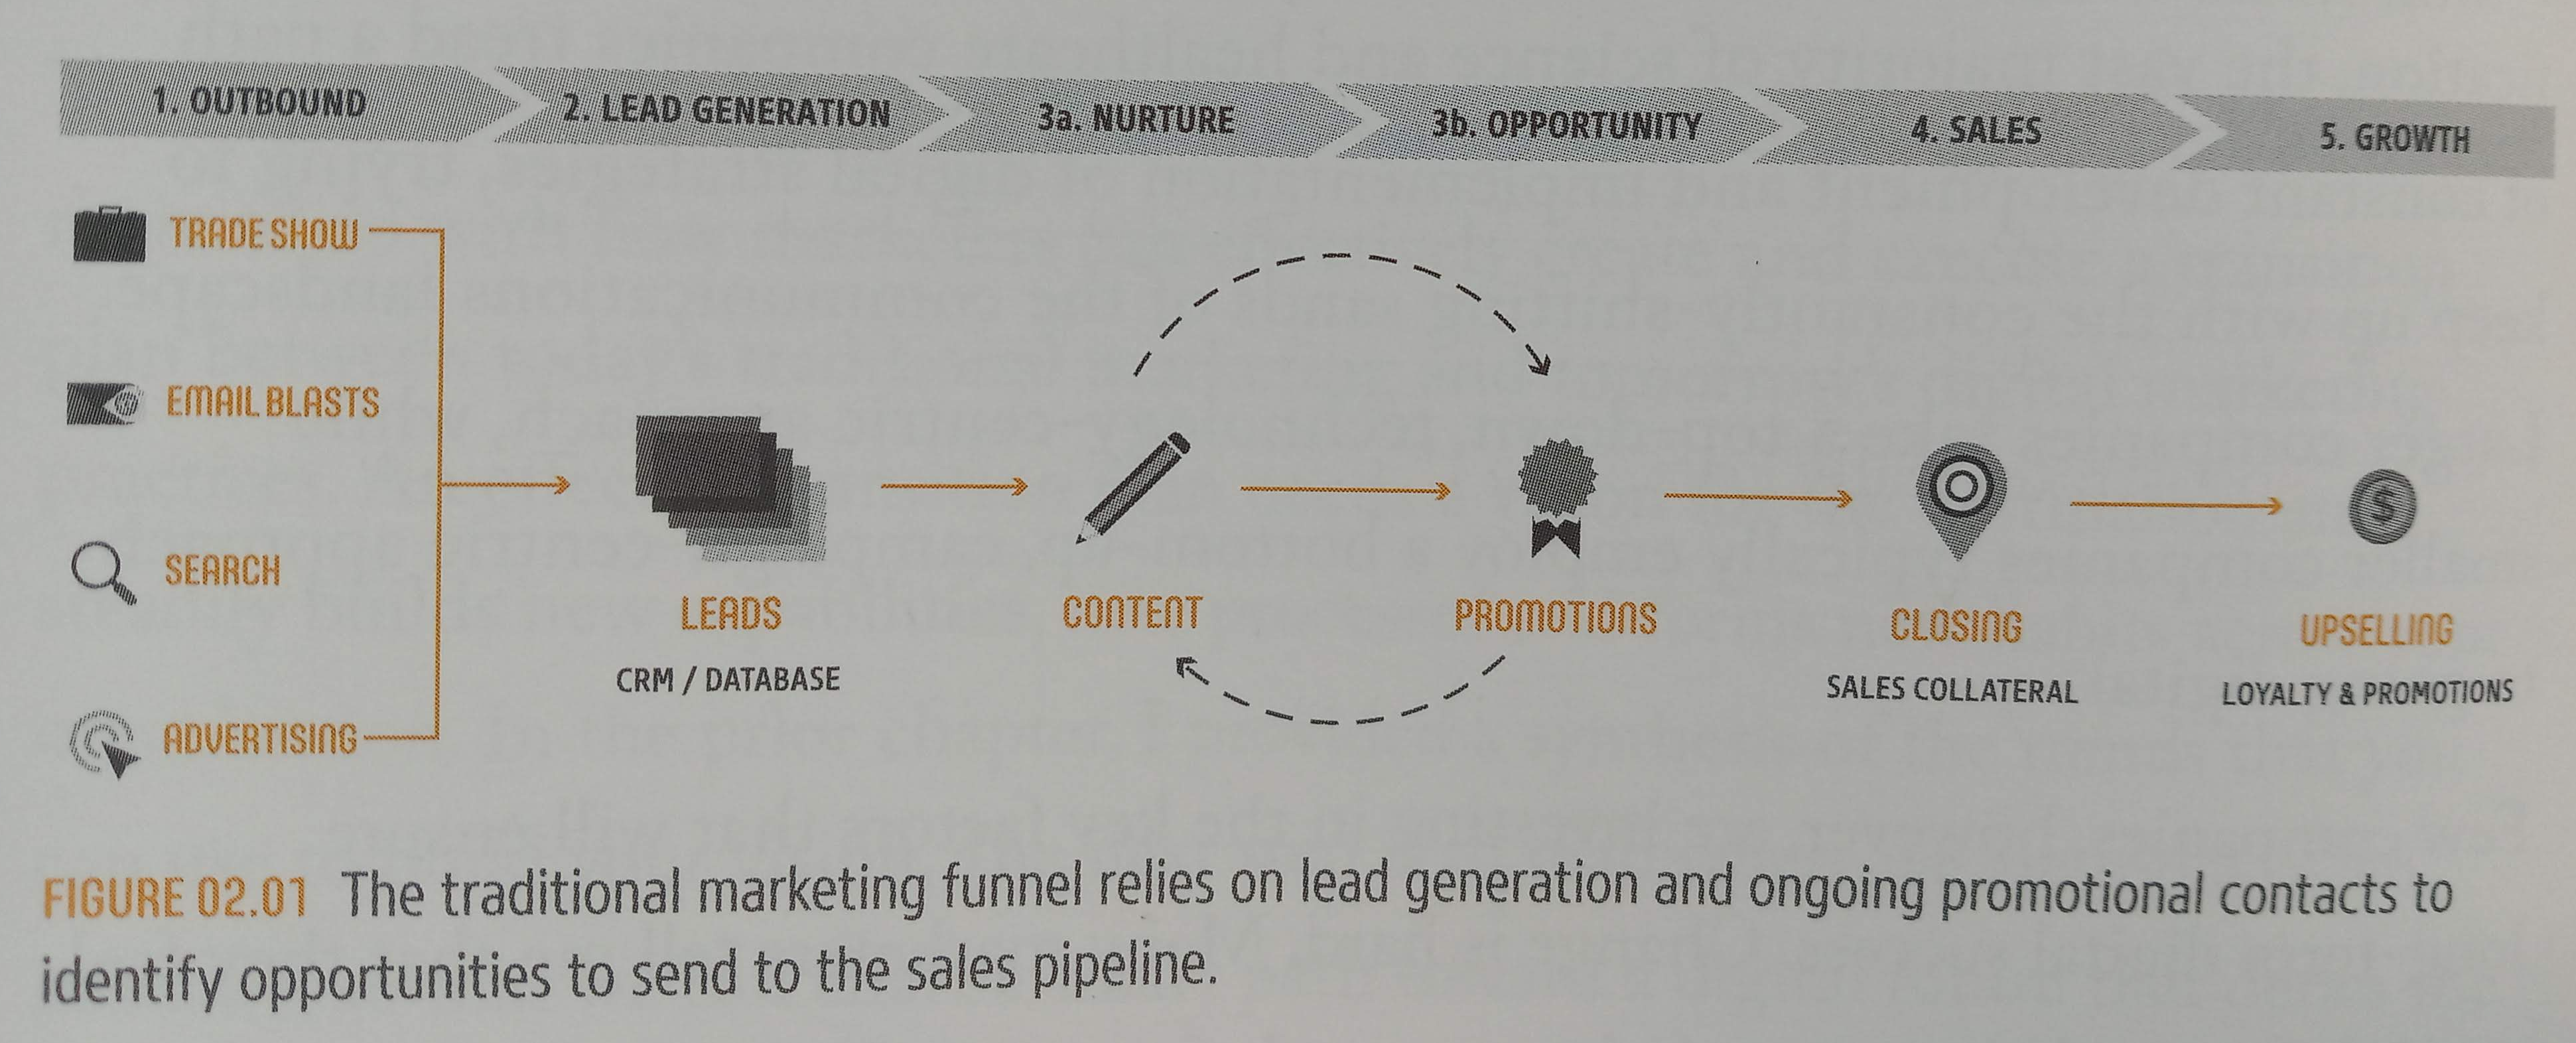 1. OUTBOUND
2. LEAD GENERATION
3a. NURTURE
3b. OPPORTUNITY
4. SALES
5. GROWTH
TRADE SHOW
EMAIL BLASTS
SEARCH
ADVERTISING
LEADS
CRM / DATABASE
CONTENT
PROMOTIONS
CLOSING
SALES COLLATERAL
$
UPSELLING
LOYALTY & PROMOTIONS
FIGURE 02.01 The traditional marketing funnel relies on lead generation and ongoing promotional contacts to
identify opportunities to send to the sales pipeline.